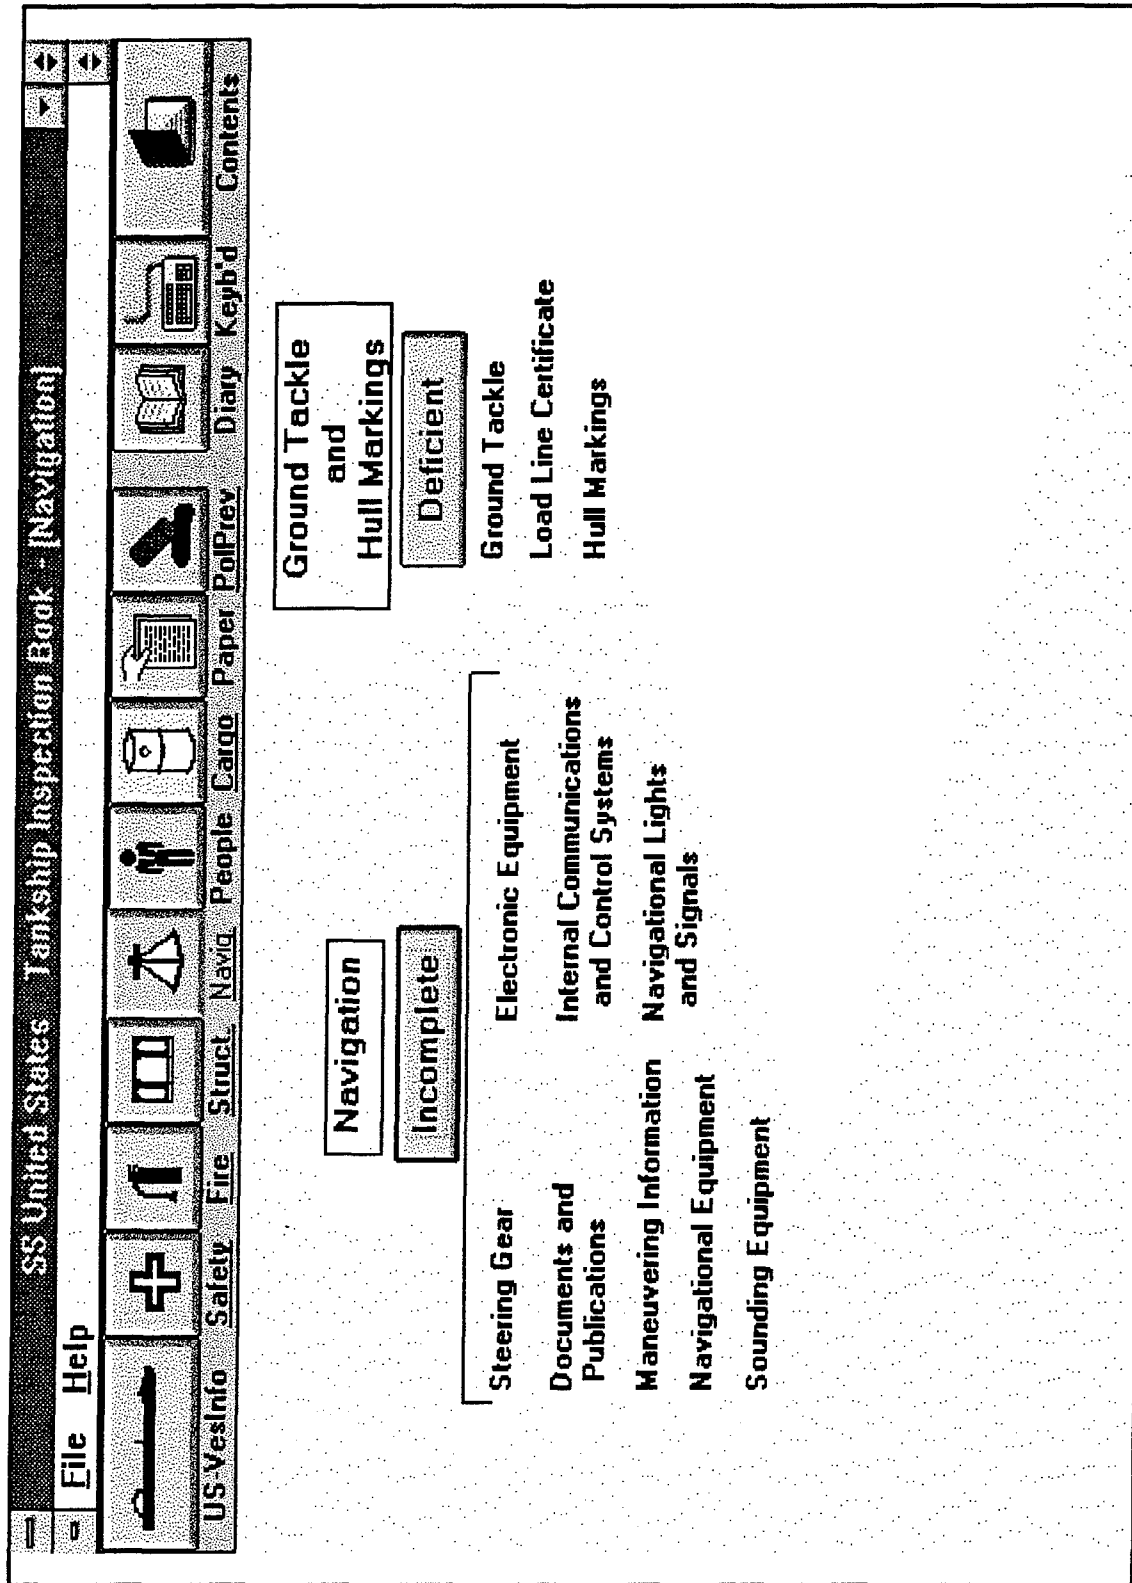 SS United States Tankship Inspection Book - [Navigation]
File Help
US-VesInfo Safety Fire Struct. Navig People Cargo Paper PolPrev Diary Keyb'd Contents
Navigation
Incomplete
Steering Gear
Documents and
Publications
Maneuvering Information
Navigational Equipment
Sounding Equipment
Electronic Equipment
Internal Communications
and Control Systems
Navigational Lights
and Signals
Ground Tackle
and
Hull Markings
Deficient
Ground Tackle
Load Line Certificate
Hull Markings